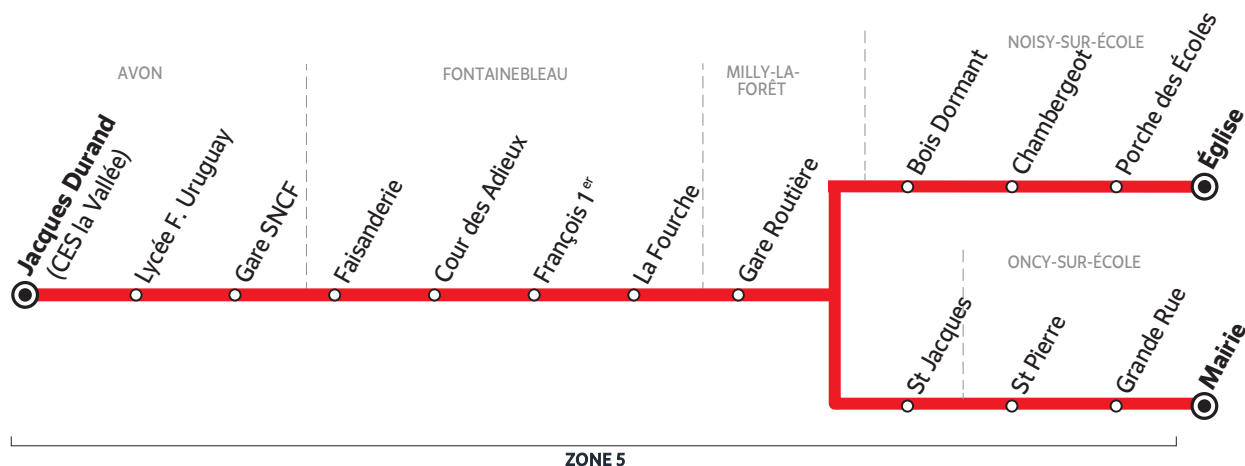 AVON
FONTAINEBLEAU
MILLY-LA-
FORÊT
NOISY-SUR-ÉCOLE
Jacques Durand
(CES la Vallée)
Lycée F. Uruguay
Gare SNCF
Faisanderie
Cour des Adieux
François 1er
La Fourche
Gare Routière
Bois Dormant
Chambergeot
Porche des Écoles
Église
ONCY-SUR-ÉCOLE
St Jacques
St Pierre
Grande Rue
Mairie
ZONE 5